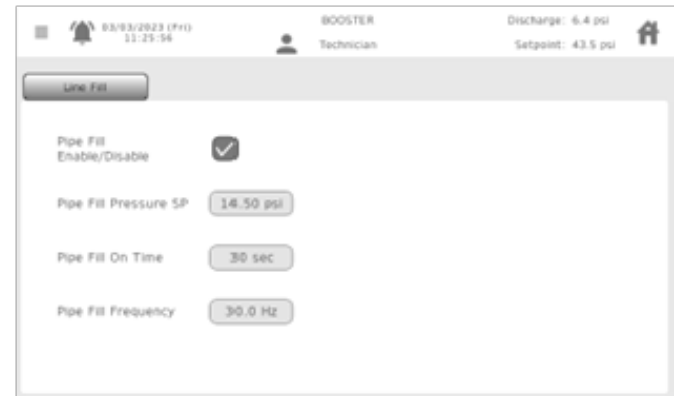 03/03/2023 (Fri)
11:25:56
BOOSTER
Technician
Discharge: 6.4 psi
Setpoint: 43.5 psi
Line Fill
Pipe Fill
Enable/Disable
Pipe Fill Pressure SP
14.50 psi
Pipe Fill On Time
30 sec
Pipe Fill Frequency
30.0 Hz